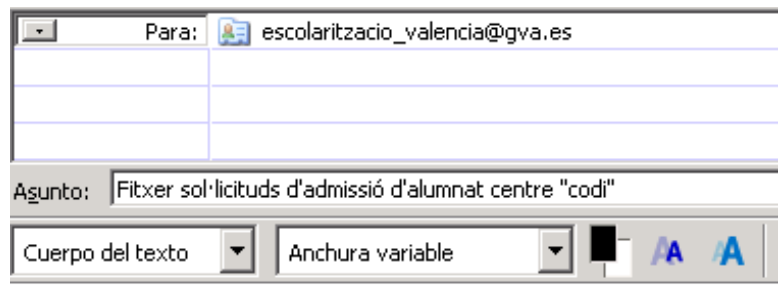 Para: escolaritzacio_valencia@gva.es
Asunto: Fitxer sol·licituds d'admissió d'alumnat centre "codi"
Cuerpo del texto Anchura variable